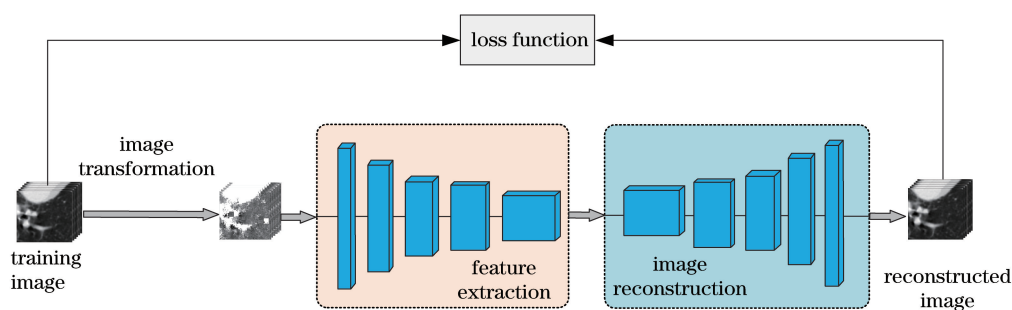 loss function
image
transformation
training
image
feature
extraction
image
reconstruction
reconstructed
image